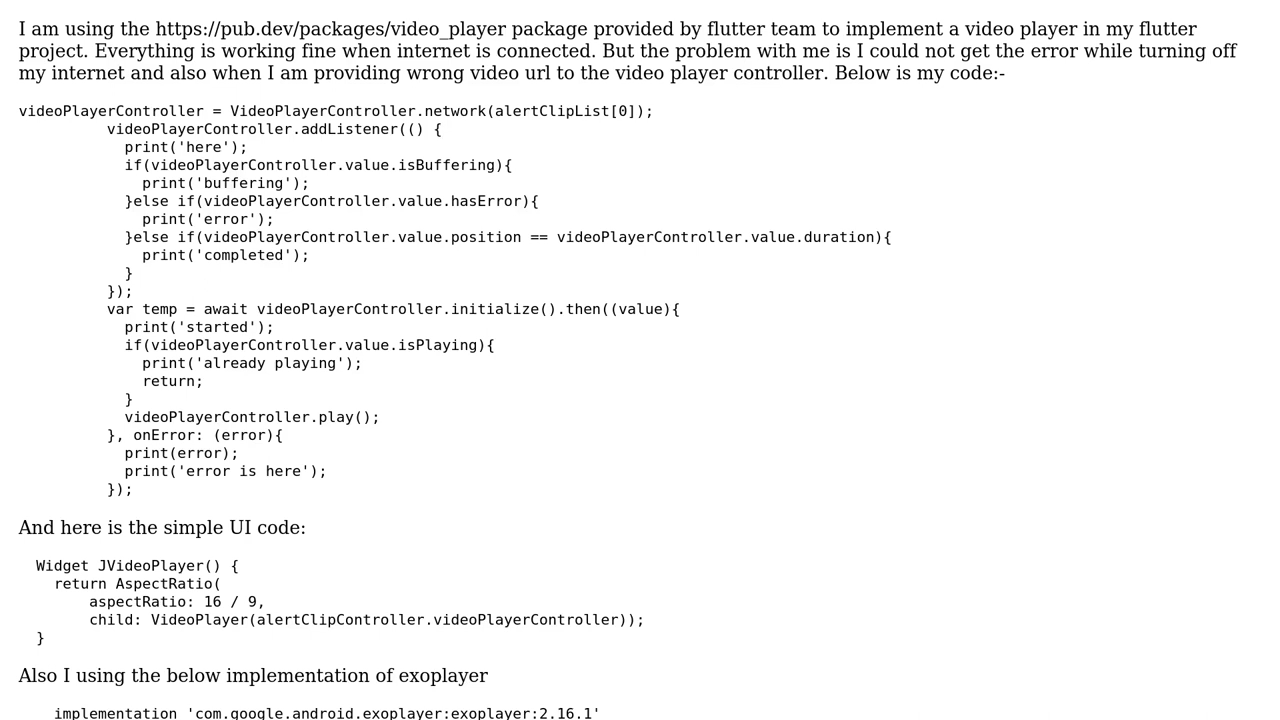 I am using the https://pub.dev/packages/video_player package provided by flutter team to implement a video player in my flutter
project. Everything is working fine when internet is connected. But the problem with me is I could not get the error while turning off
my internet and also when I am providing wrong video url to the video player controller. Below is my code:-
videoPlayerController = VideoPlayerController.network(alertClipList[0]);
          videoPlayerController.addListener(() {
            print('here');
            if(videoPlayerController.value.isBuffering){
              print('buffering');
            }else if(videoPlayerController.value.hasError){
              print('error');
            }else if(videoPlayerController.value.position == videoPlayerController.value.duration){
              print('completed');
            }
          });
          var temp = await videoPlayerController.initialize().then((value){
            print('started');
            if(videoPlayerController.value.isPlaying){
              print('already playing');
              return;
            }
            videoPlayerController.play();
          }, onError: (error){
            print(error);
            print('error is here');
          });
And here is the simple UI code:
  Widget JVideoPlayer() {
    return AspectRatio(
        aspectRatio: 16 / 9,
        child: VideoPlayer(alertClipController.videoPlayerController));
  }
Also I using the below implementation of exoplayer
    implementation 'com.google.android.exoplayer:exoplayer:2.16.1'